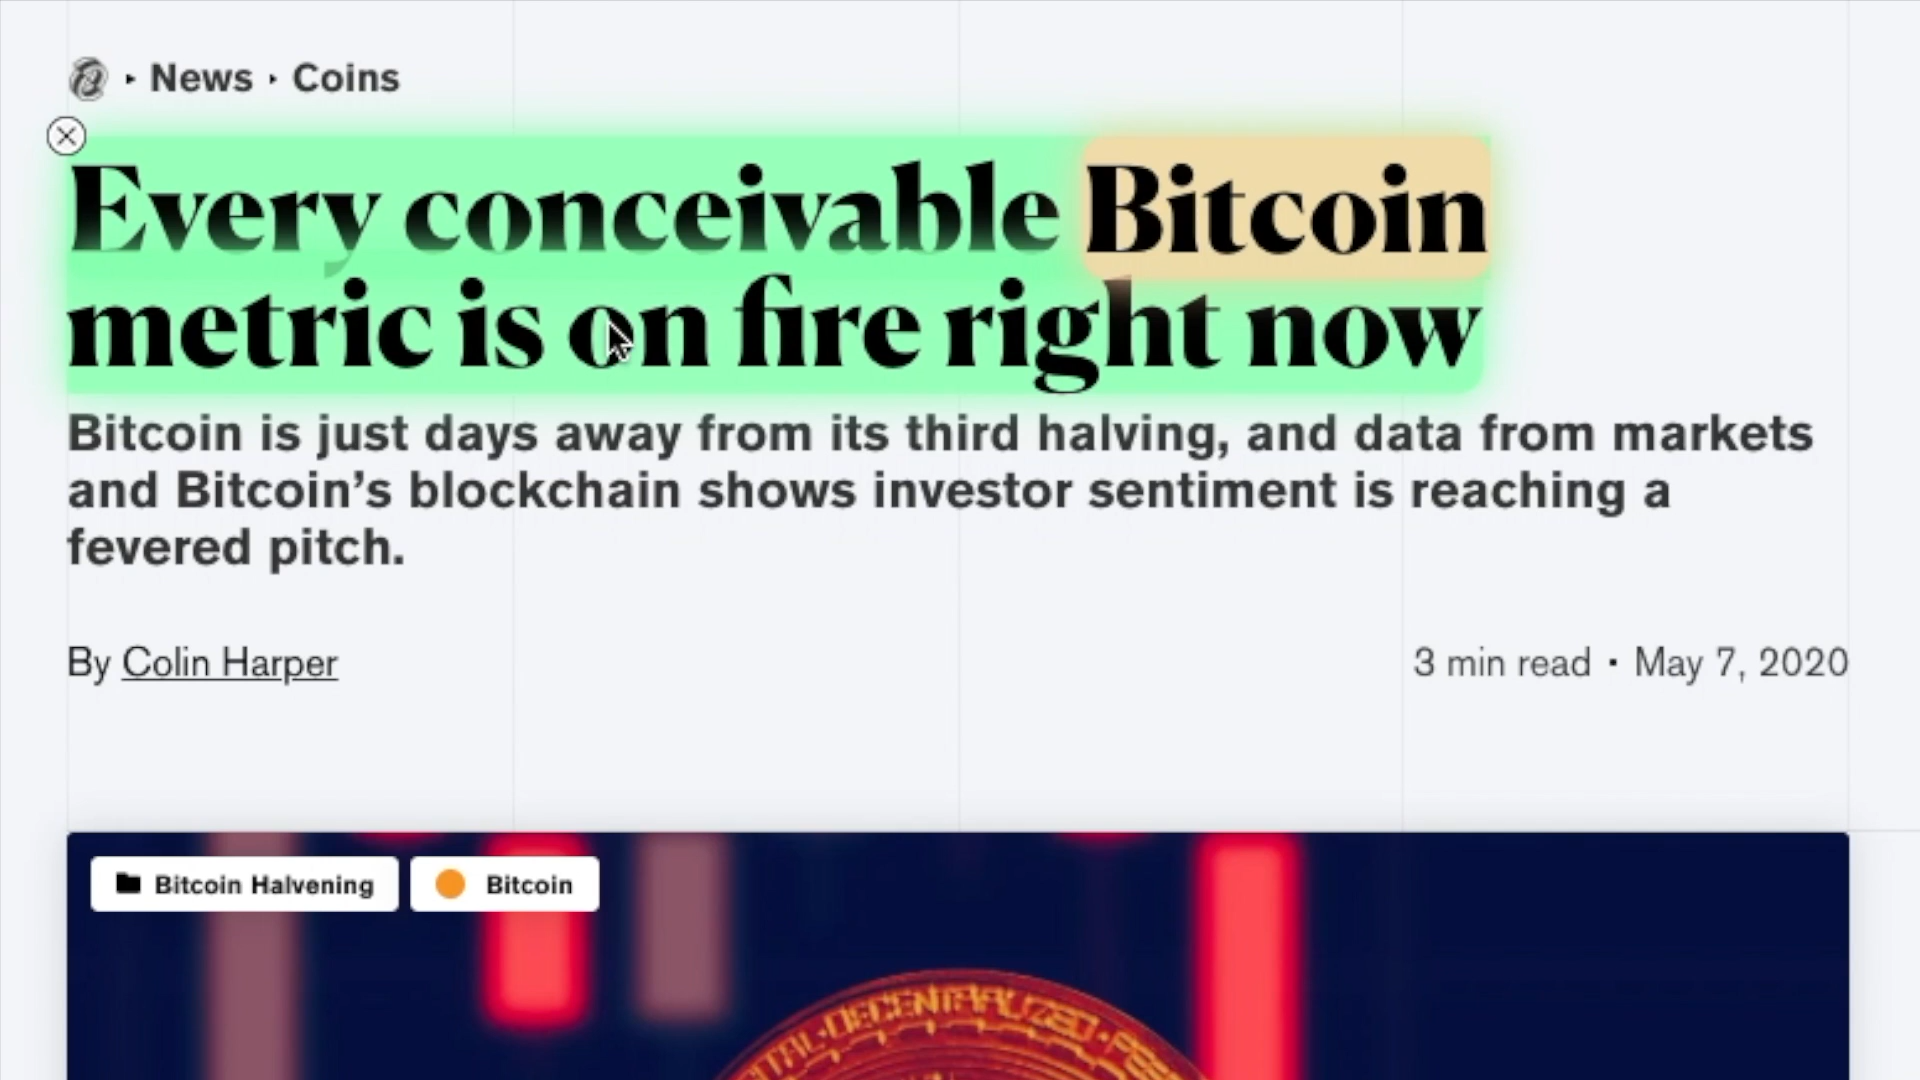 News Coins
Every conceivable Bitcoin
metric is on fire right now
Bitcoin is just days away from its third halving, and data from markets
and Bitcoin’s blockchain shows investor sentiment is reaching a
fevered pitch.
By Colin Harper
3 min read · May 7, 2020
Bitcoin Halvening
Bitcoin
DECENTRALIZED